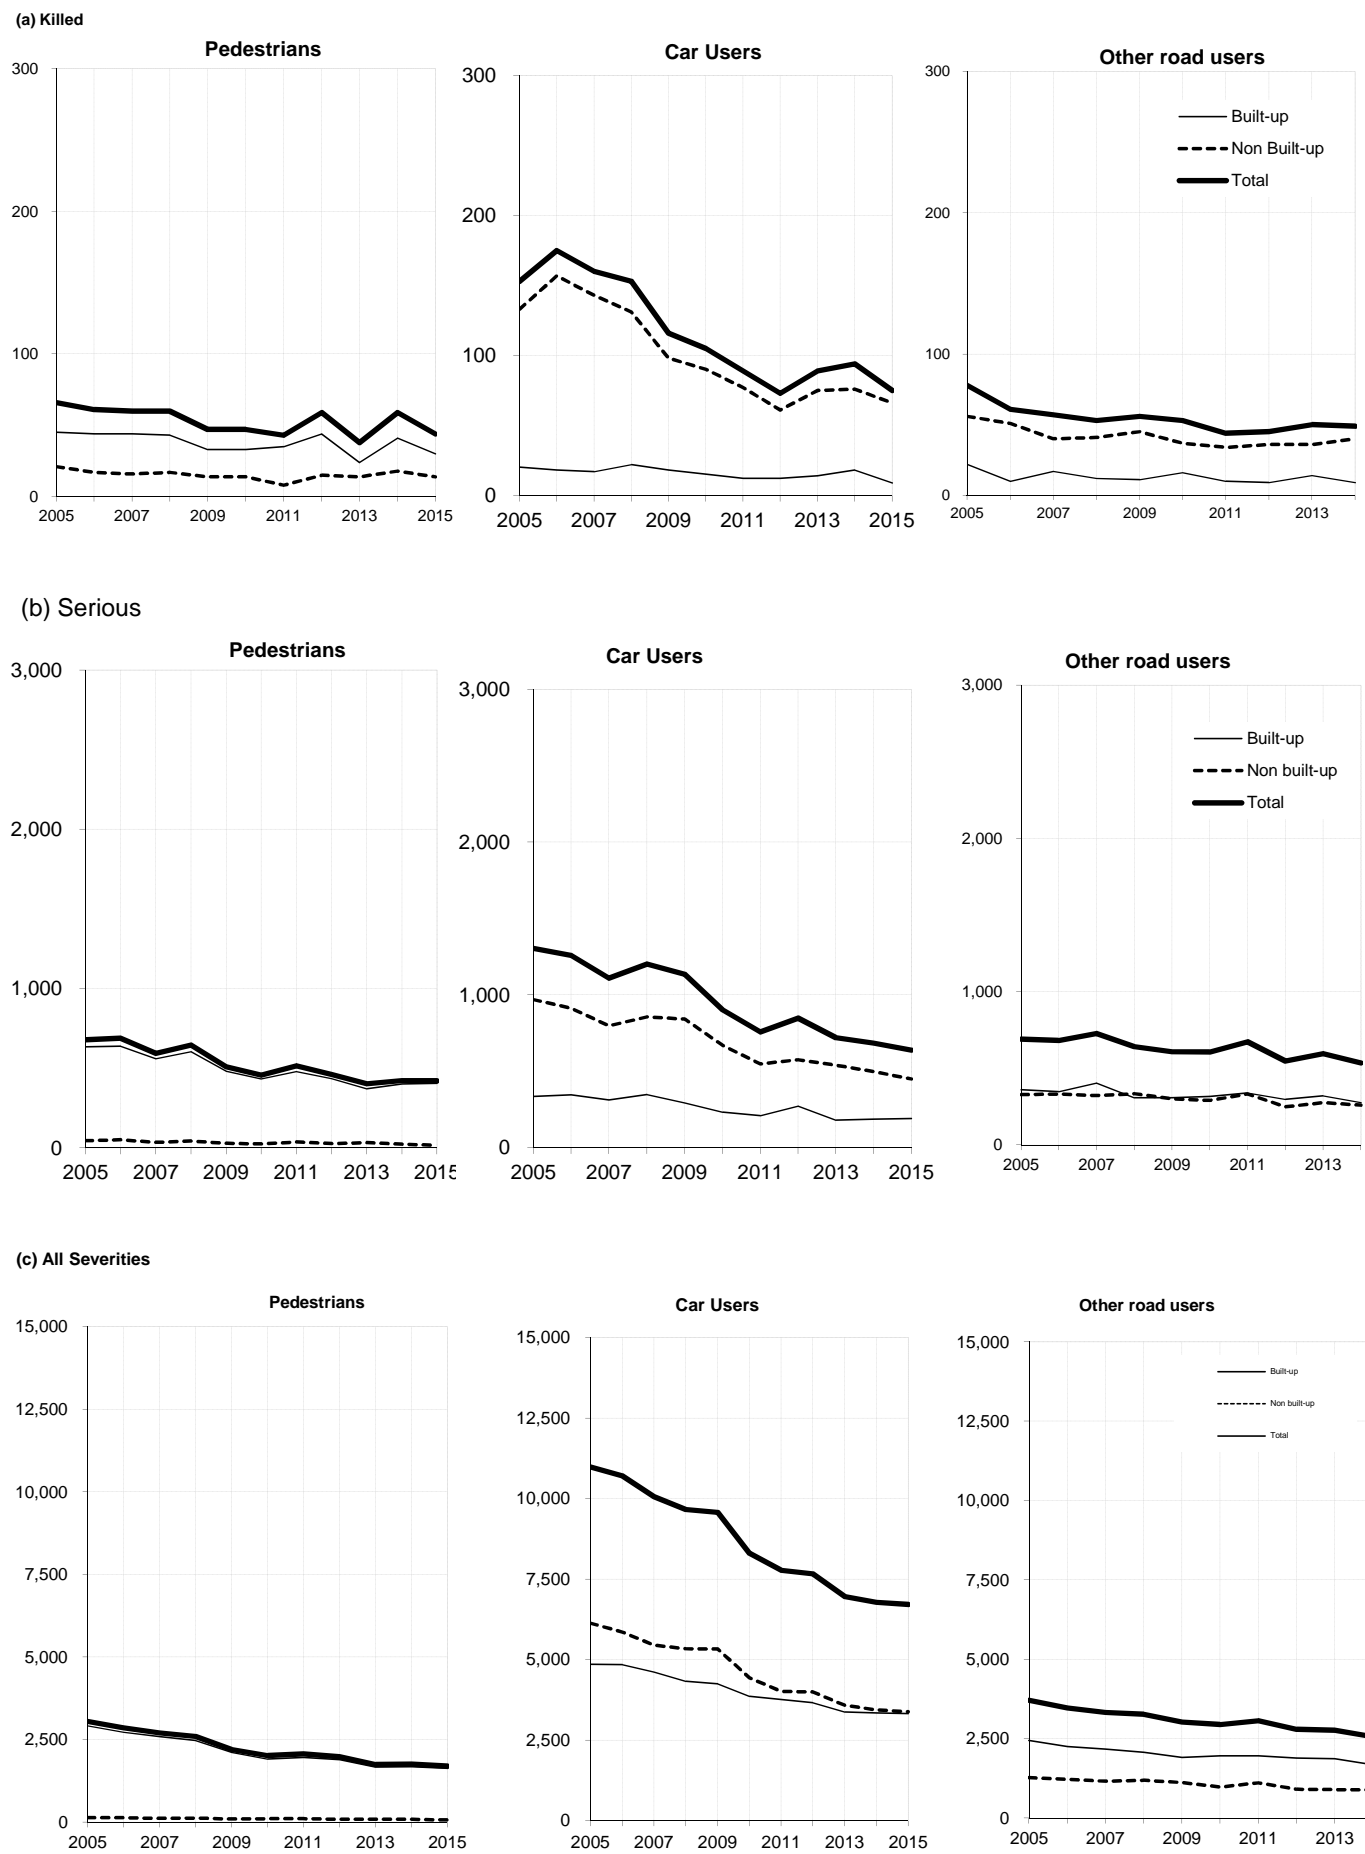 (a) Killed
Pedestrians
Car Users
Other road users
300
200
100
0
2005 2007 2009 2011 2013 2015
300
200
100
0
2005 2007 2009 2011 2013 2015
300
200
100
0
2005 2007 2009 2011 2013
Built-up
Non Built-up
Total
(b) Serious
Pedestrians
Car Users
Other road users
3,000
2,000
1,000
0
2005 2007 2009 2011 2013 2015
3,000
2,000
1,000
0
2005 2007 2009 2011 2013 2015
3,000
2,000
1,000
0
2005 2007 2009 2011 2013
Built-up
Non built-up
Total
(c) All Severities
Pedestrians
Car Users
Other road users
15,000
12,500
10,000
7,500
5,000
2,500
0
2005 2007 2009 2011 2013 2015
15,000
12,500
10,000
7,500
5,000
2,500
0
2005 2007 2009 2011 2013 2015
15,000
12,500
10,000
7,500
5,000
2,500
0
2005 2007 2009 2011 2013
Built-up
Non built-up
Total